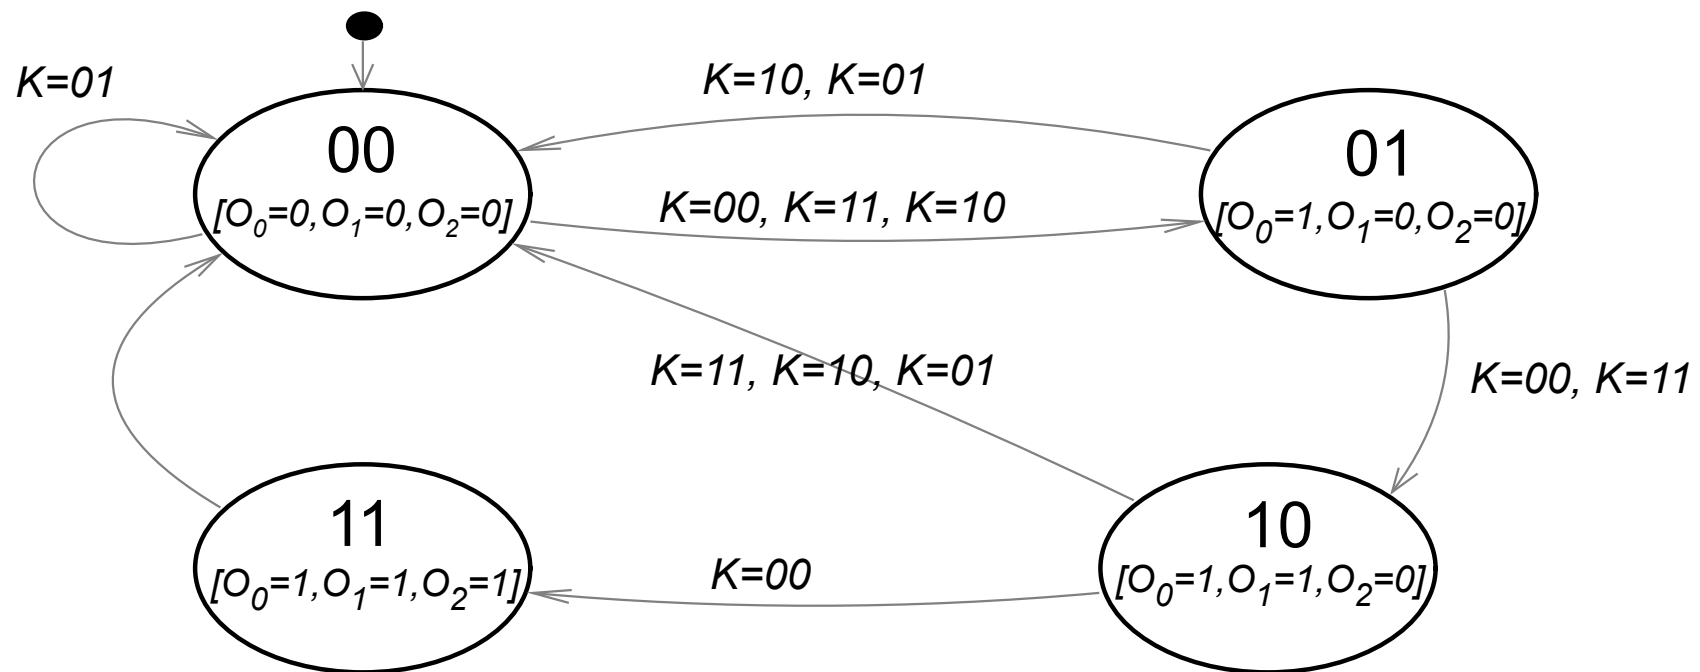 K=01
00
[O₀=0,O₁=0,O₂=0]
K=10, K=01
K=00, K=11, K=10
01
[O₀=1,O₁=0,O₂=0]
K=11, K=10, K=01
K=00, K=11
11
[O₀=1,O₁=1,O₂=1]
K=00
10
[O₀=1,O₁=1,O₂=0]